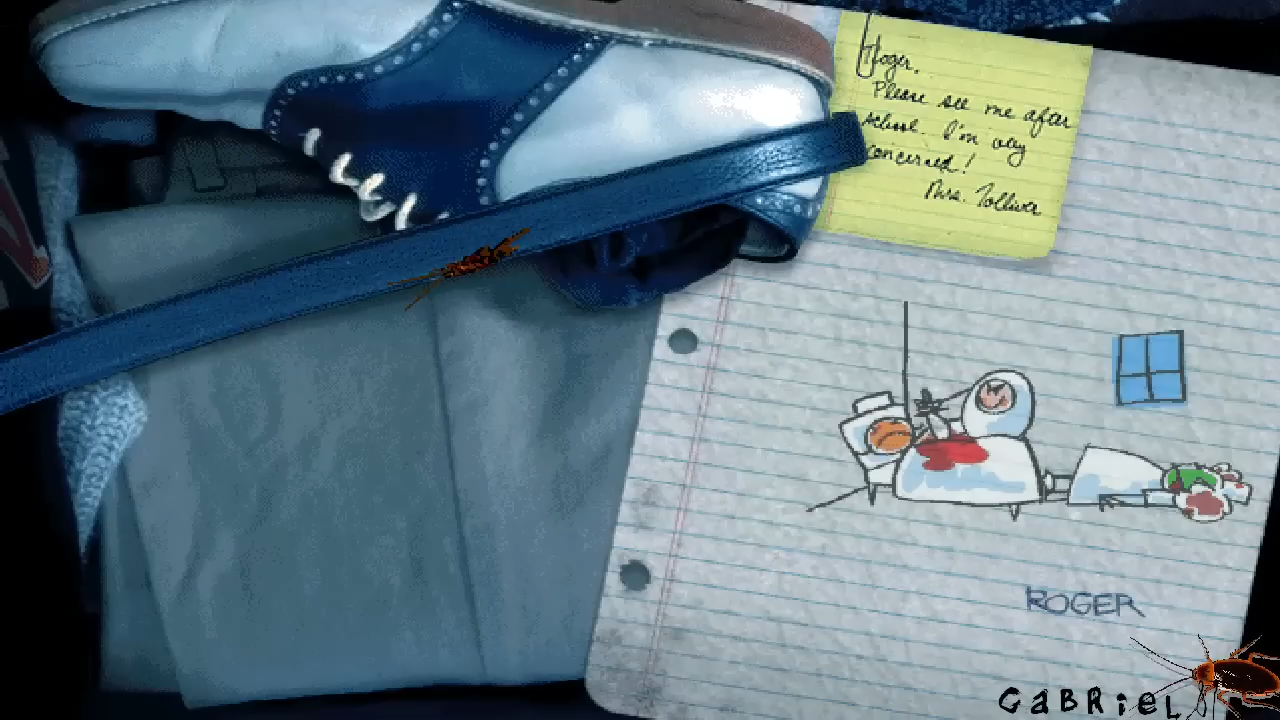 Roger,
Please see me after
school. I'm very
concerned!
Mrs. Tolliver
ROGER
GABRiEL